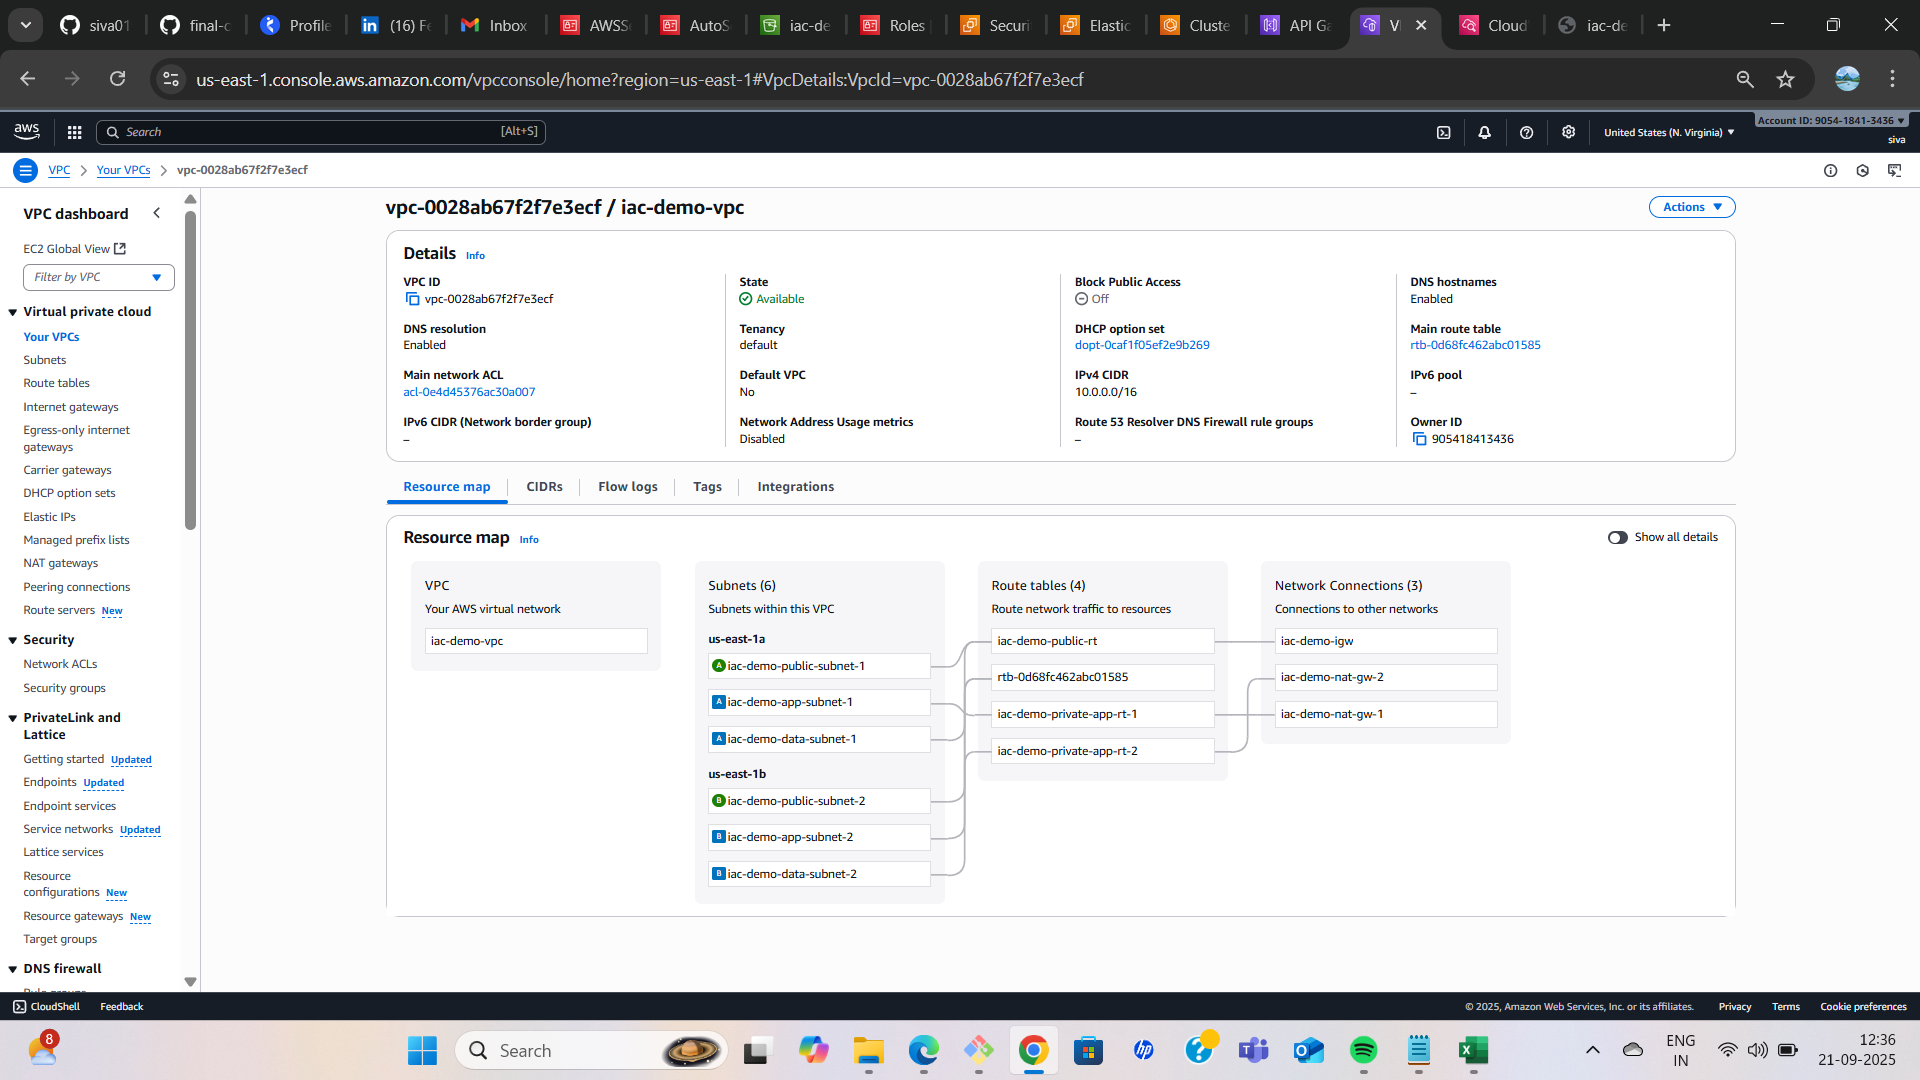 siva01
final-c
Profile
(16) Fe
Inbox
AWSSe
AutoS
iac-de
Roles
Securi
Elastic
Cluste
API Ga
Cloud
iac-de
us-east-1.console.aws.amazon.com/vpcconsole/home?region=us-east-1#VpcDetails:VpcId=vpc-0028ab67f2f7e3ecf
aws
Search
[Alt+S]
United States (N. Virginia)
Account ID: 9054-1841-3436
siva
VPC
Your VPCs
vpc-0028ab67f2f7e3ecf
VPC dashboard
EC2 Global View
Filter by VPC
Virtual private cloud
Your VPCs
Subnets
Route tables
Internet gateways
Egress-only internet
gateways
Carrier gateways
DHCP option sets
Elastic IPs
Managed prefix lists
NAT gateways
Peering connections
Route servers New
Security
Network ACLs
Security groups
PrivateLink and
Lattice
Getting started Updated
Endpoints Updated
Endpoint services
Service networks Updated
Lattice services
Resource
configurations New
Resource gateways New
Target groups
DNS firewall
vpc-0028ab67f2f7e3ecf / iac-demo-vpc
Actions
Details Info
VPC ID
vpc-0028ab67f2f7e3ecf
State
Available
Block Public Access
Off
DNS hostnames
Enabled
DNS resolution
Enabled
Tenancy
default
DHCP option set
dopt-0caf1f05ef2e9b269
Main route table
rtb-0d68fc462abc01585
Main network ACL
acl-0e4d45376ac30a007
Default VPC
No
IPv4 CIDR
10.0.0.0/16
IPv6 pool
–
IPv6 CIDR (Network border group)
–
Network Address Usage metrics
Disabled
Route 53 Resolver DNS Firewall rule groups
–
Owner ID
905418413436
Resource map
CIDRs
Flow logs
Tags
Integrations
Resource map Info
Show all details
VPC
Your AWS virtual network
iac-demo-vpc
Subnets (6)
Subnets within this VPC
us-east-1a
A iac-demo-public-subnet-1
A iac-demo-app-subnet-1
A iac-demo-data-subnet-1
us-east-1b
B iac-demo-public-subnet-2
B iac-demo-app-subnet-2
B iac-demo-data-subnet-2
Route tables (4)
Route network traffic to resources
iac-demo-public-rt
rtb-0d68fc462abc01585
iac-demo-private-app-rt-1
iac-demo-private-app-rt-2
Network Connections (3)
Connections to other networks
iac-demo-igw
iac-demo-nat-gw-2
iac-demo-nat-gw-1
CloudShell
Feedback
© 2025, Amazon Web Services, Inc. or its affiliates.
Privacy
Terms
Cookie preferences
8
Search
ENG
IN
12:36
21-09-2025